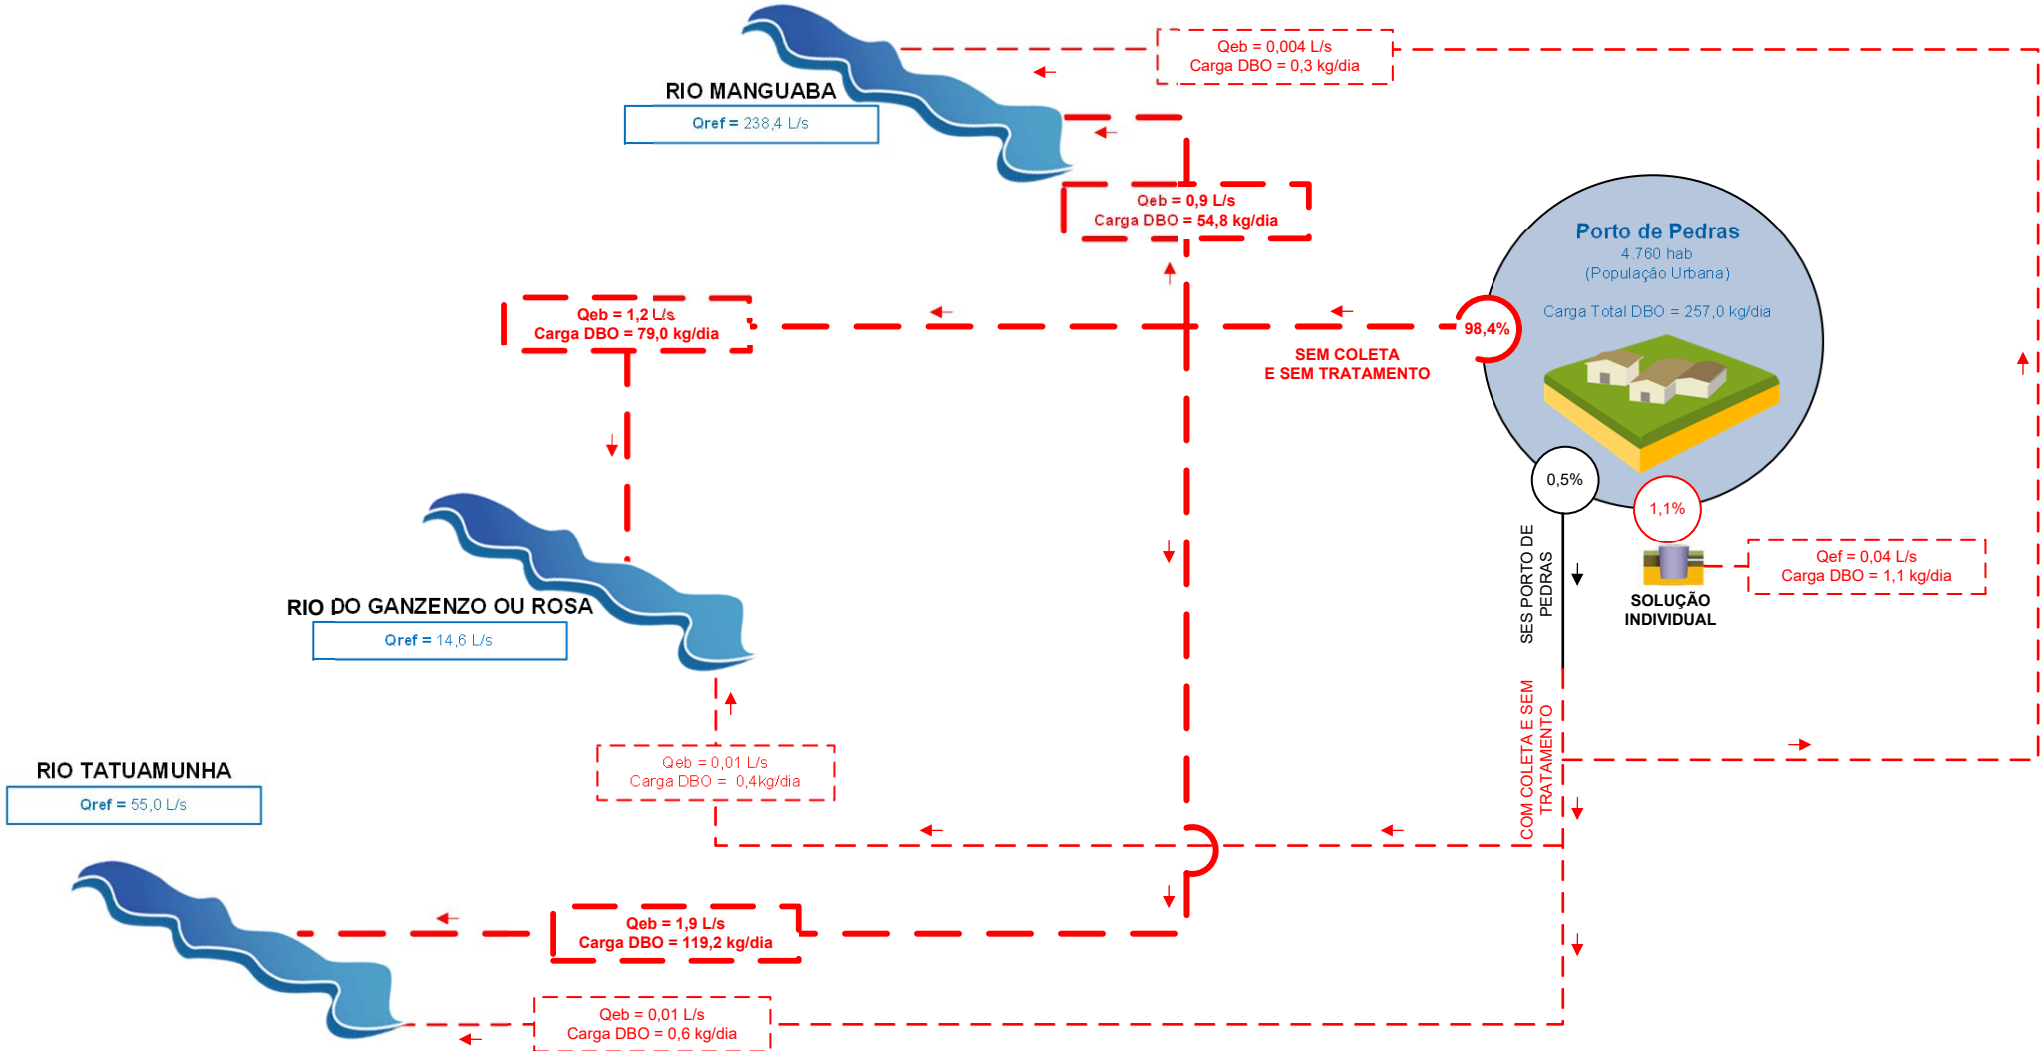 Qeb = 0,004 L/s
Carga DBO = 0,3 kg/dia
RIO MANGUABA
Qref = 238,4 L/s
Qeb = 0,9 L/s
Carga DBO = 54,8 kg/dia
Porto de Pedras
4.760 hab
(População Urbana)
Carga Total DBO = 257,0 kg/dia
Qeb = 1,2 L/s
Carga DBO = 79,0 kg/dia
98,4%
SEM COLETA
E SEM TRATAMENTO
0,5%
1,1%
SES PORTO DE
PEDRAS
Qef = 0,04 L/s
Carga DBO = 1,1 kg/dia
SOLUÇÃO
INDIVIDUAL
RIO DO GANZENZO OU ROSA
Qref = 14,6 L/s
COM COLETA E SEM
TRATAMENTO
Qeb = 0,01 L/s
Carga DBO = 0,4kg/dia
RIO TATUAMUNHA
Qref = 55,0 L/s
Qeb = 1,9 L/s
Carga DBO = 119,2 kg/dia
Qeb = 0,01 L/s
Carga DBO = 0,6 kg/dia